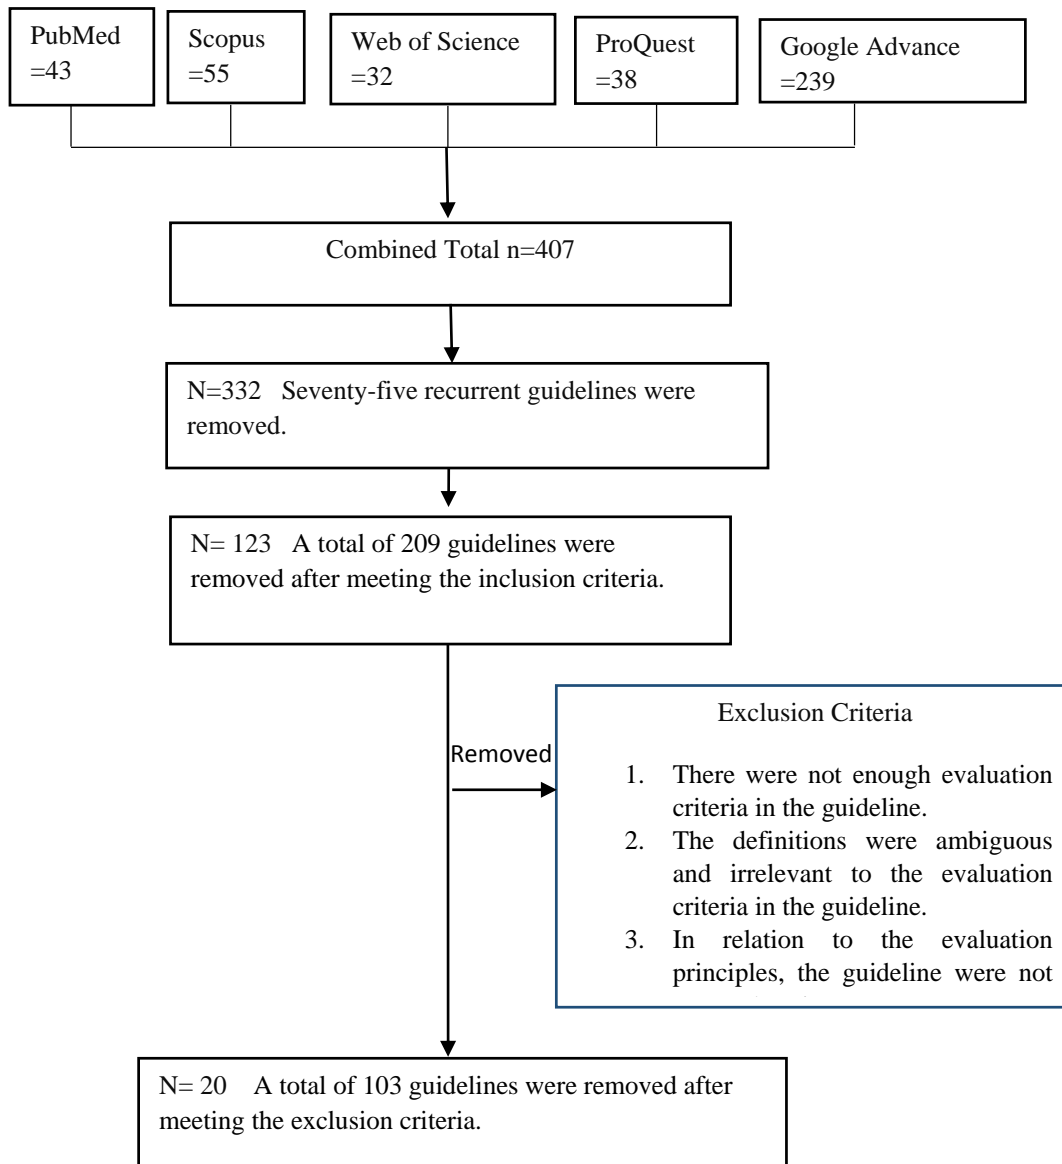 PubMed
=43
Scopus
=55
Web of Science
=32
ProQuest
=38
Google Advance
=239
Combined Total n=407
N=332 Seventy-five recurrent guidelines were
removed.
N= 123 A total of 209 guidelines were
removed after meeting the inclusion criteria.
Removed
Exclusion Criteria
1. There were not enough evaluation
criteria in the guideline.
2. The definitions were ambiguous
and irrelevant to the evaluation
criteria in the guideline.
3. In relation to the evaluation
principles, the guideline were not
N= 20 A total of 103 guidelines were removed after
meeting the exclusion criteria.